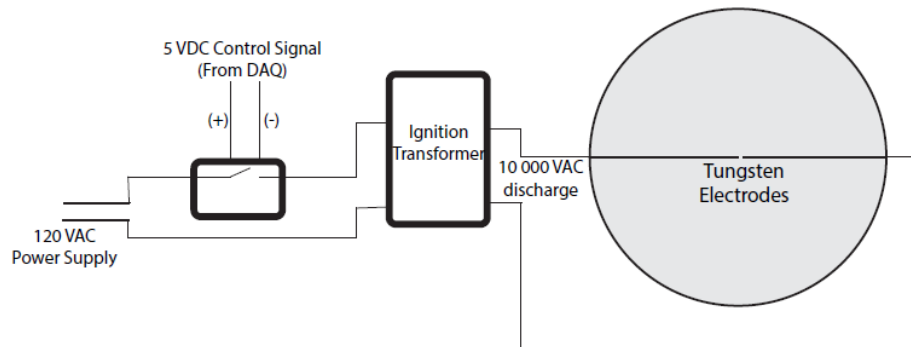 5 VDC Control Signal
(From DAQ)
(+)
(-)
Ignition
Transformer
10 000 VAC
discharge
Tungsten
Electrodes
120 VAC
Power Supply